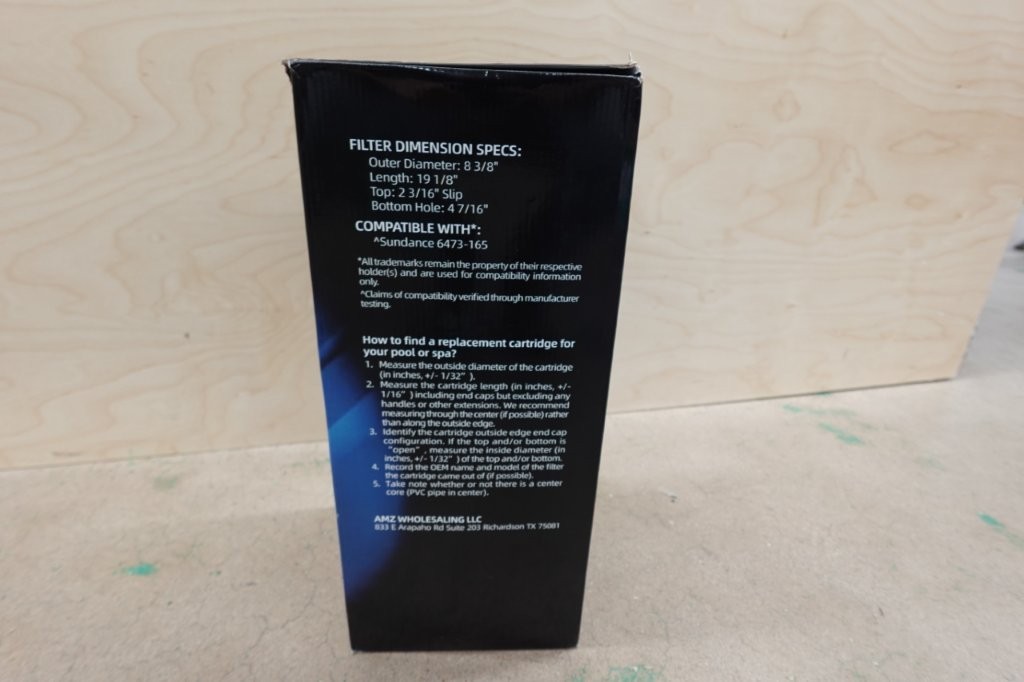 FILTER DIMENSION SPECS:
Outer Diameter: 8 3/8"
Length: 19 1/8"
Top: 2 3/16" Slip
Bottom Hole: 4 7/16"
COMPATIBLE WITH*:
^Sundance 6473-165
*All trademarks remain the property of their respective
holder(s) and are used for compatibility information
only.
^Claims of compatibility verified through manufacturer
testing.
How to find a replacement cartridge for
your pool or spa?
1. Measure the outside diameter of the cartridge
(in inches, +/- 1/32" ).
2. Measure the cartridge length (in inches, +/-
1/16" ) including end caps but excluding any
handles or other extensions. We recommend
measuring through the center (if possible) rather
than along the outside edge.
3. Identify the cartridge outside edge end cap
configuration. If the top and/or bottom is
"open" , measure the inside diameter (in
inches, +/- 1/32" ) of the top and/or bottom.
4. Record the OEM name and model of the filter
the cartridge came out of (if possible).
5. Take note whether or not there is a center
core (PVC pipe in center).
AMZ WHOLESALING LLC
833 E Arapaho Rd Suite 203 Richardson TX 75081